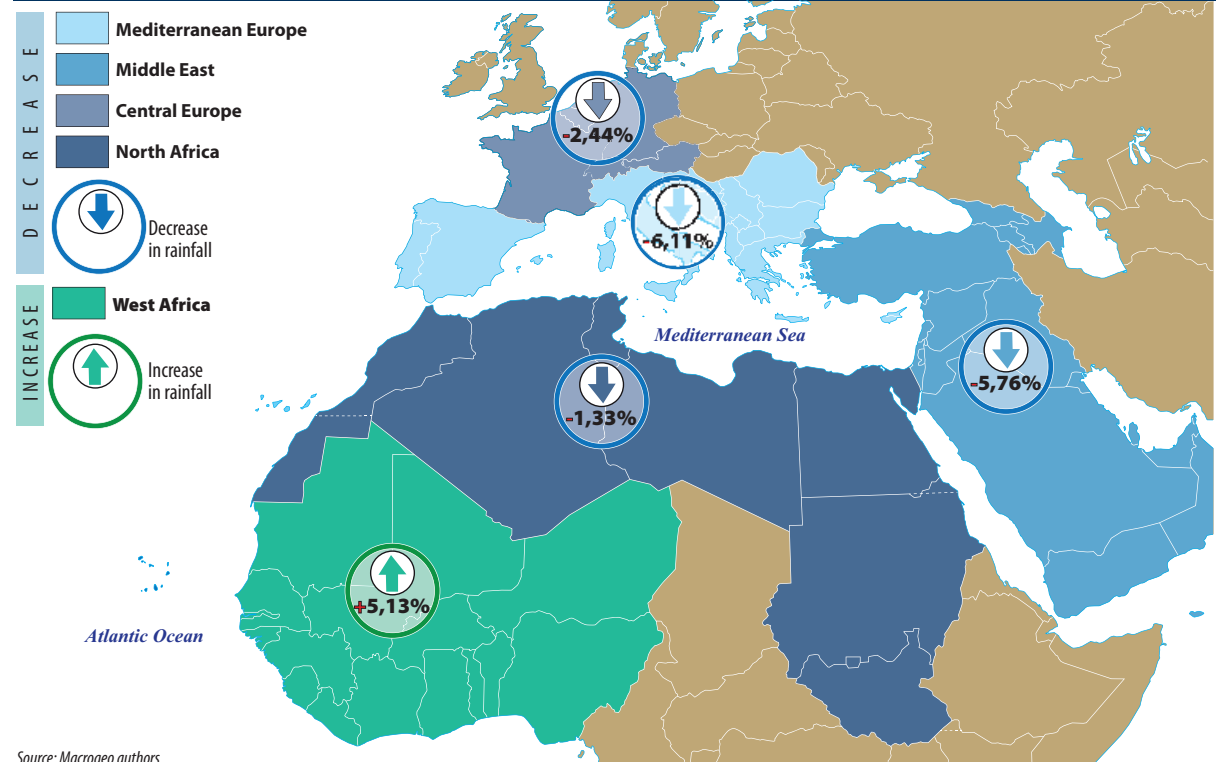 DECREASE
Mediterranean Europe
Middle East
Central Europe
North Africa
Decrease
in rainfall
INCREASE
West Africa
Increase
in rainfall
-2,44%
-6,11%
Mediterranean Sea
-5,76%
-1,33%
+5,13%
Atlantic Ocean
Source: Macrogeo authors